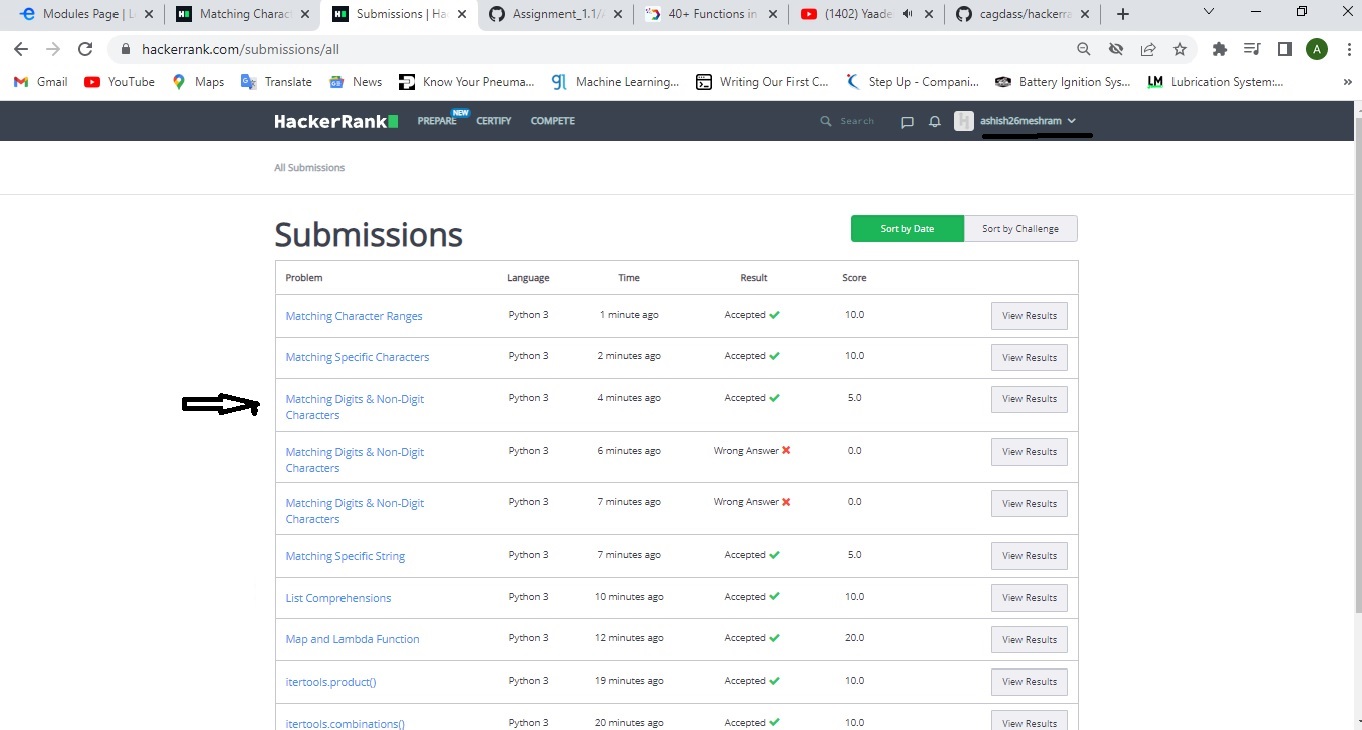 Modules Page | L
Matching Charact
Submissions | Ha
Assignment_1.1/
40+ Functions in
(1402) Yaade
cagdass/hackerra
hackerrank.com/submissions/all
A
Gmail
YouTube
Maps
Translate
News
Know Your Pneuma...
Machine Learning...
Writing Our First C...
Step Up - Compani...
Battery Ignition Sys...
LM
Lubrication System:...
HackerRank
PREPARE
NEW
CERTIFY
COMPETE
Search
ashish26meshram
All Submissions
Submissions
Sort by Date
Sort by Challenge
Problem Language Time Result Score
Matching Character Ranges Python 3 1 minute ago Accepted 10.0 View Results
Matching Specific Characters Python 3 2 minutes ago Accepted 10.0 View Results
Matching Digits & Non-Digit Python 3 4 minutes ago Accepted 5.0 View Results
Characters
Matching Digits & Non-Digit Python 3 6 minutes ago Wrong Answer 0.0 View Results
Characters
Matching Digits & Non-Digit Python 3 7 minutes ago Wrong Answer 0.0 View Results
Characters
Matching Specific String Python 3 7 minutes ago Accepted 5.0 View Results
List Comprehensions Python 3 10 minutes ago Accepted 10.0 View Results
Map and Lambda Function Python 3 12 minutes ago Accepted 20.0 View Results
itertools.product() Python 3 19 minutes ago Accepted 10.0 View Results
itertools.combinations() Python 3 20 minutes ago Accepted 10.0 View Results